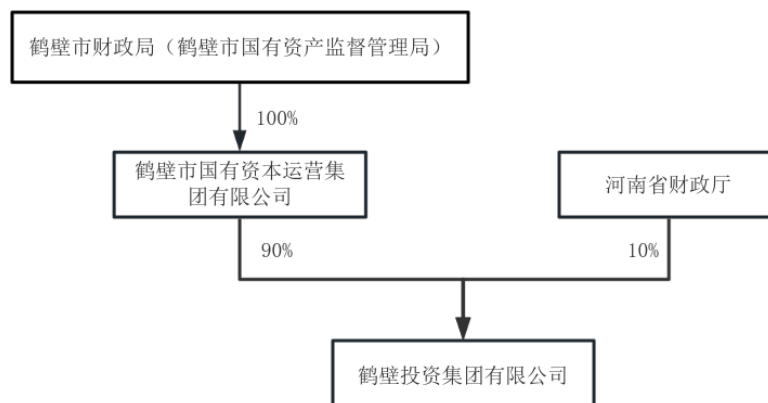 鹤壁市财政局（鹤壁市国有资产监督管理局）
100%
鹤壁市国有资本运营集
团有限公司
河南省财政厅
90%
10%
鹤壁投资集团有限公司